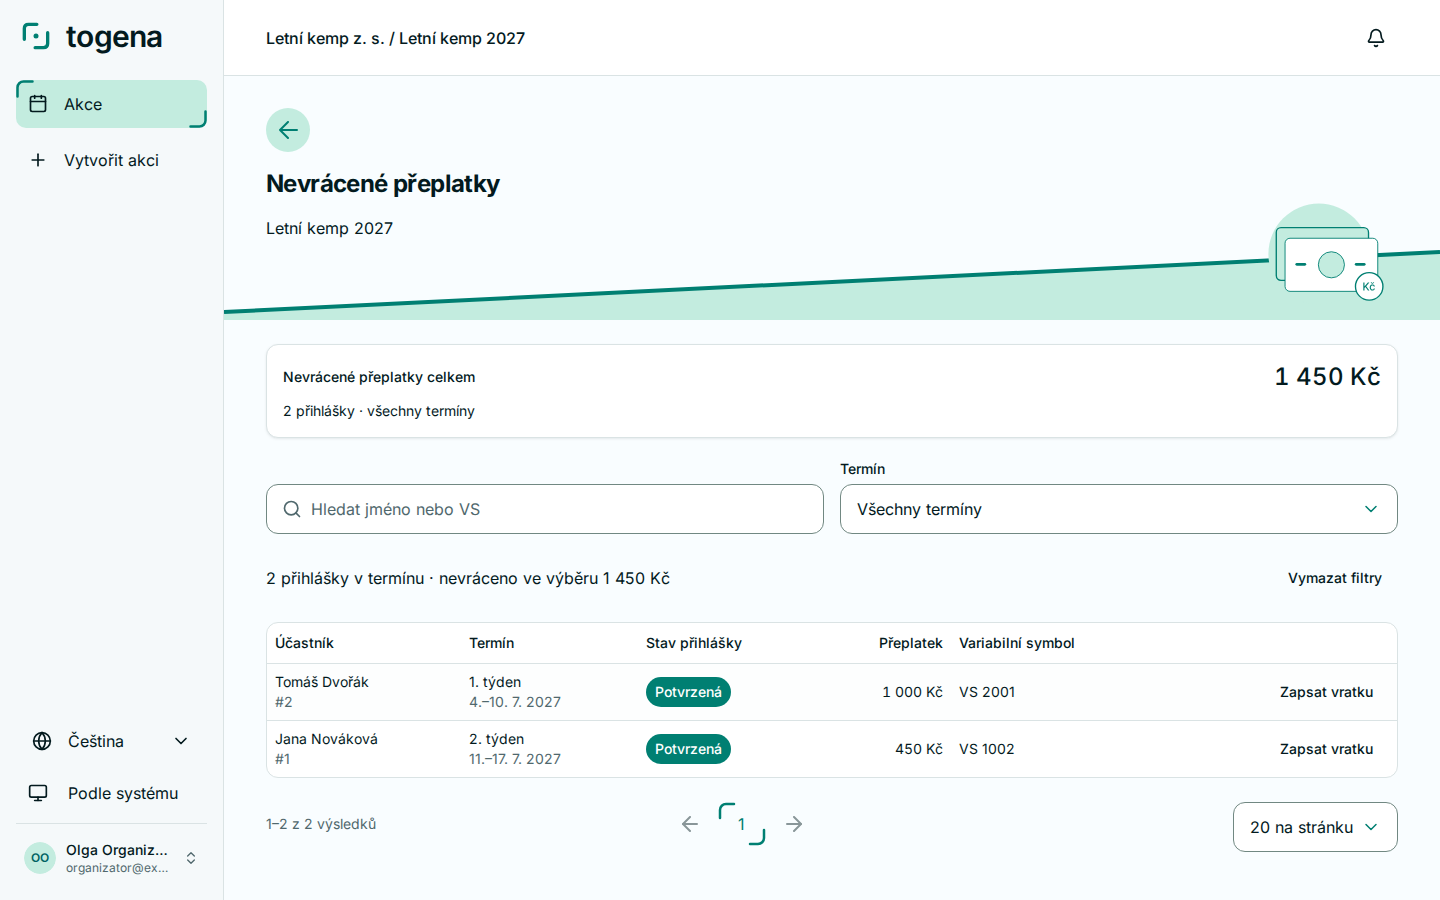 togena
Letní kemp z. s. / Letní kemp 2027
Akce
Vytvořit akci
Nevrácené přeplatky
Letní kemp 2027
Kč
Nevrácené přeplatky celkem
1 450 Kč
2 přihlášky · všechny termíny
Termín
Hledat jméno nebo VS
Všechny termíny
2 přihlášky v termínu · nevráceno ve výběru 1 450 Kč
Vymazat filtry
Účastník Termín Stav přihlášky Přeplatek Variabilní symbol
Tomáš Dvořák 1. týden Potvrzená 1 000 Kč VS 2001 Zapsat vratku
#2 4.–10. 7. 2027
Jana Nováková 2. týden Potvrzená 450 Kč VS 1002 Zapsat vratku
#1 11.–17. 7. 2027
1–2 z 2 výsledků
1
20 na stránku
Čeština
Podle systému
OO
Olga Organiz...
organizator@ex...